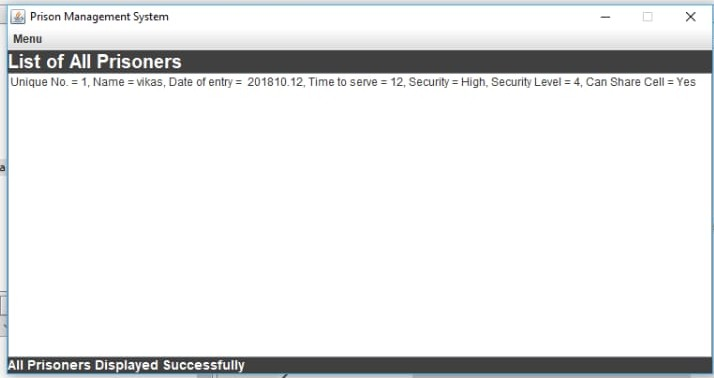 Prison Management System
Menu
List of All Prisoners
Unique No. = 1, Name = vikas, Date of entry =  201810.12, Time to serve = 12, Security = High, Security Level = 4, Can Share Cell = Yes
a
All Prisoners Displayed Successfully